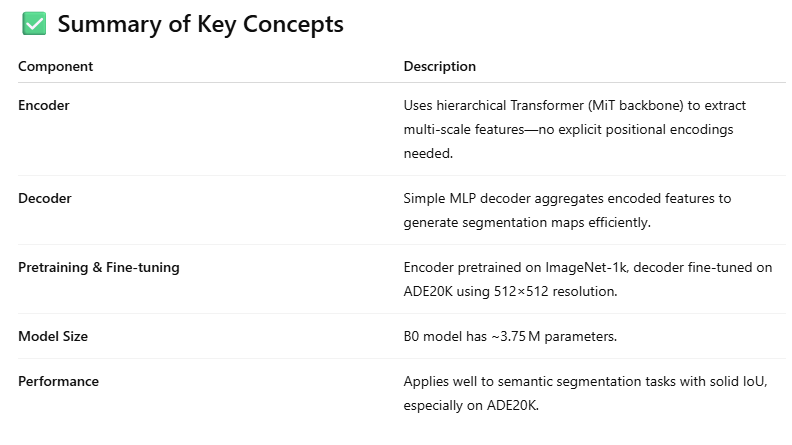 ✅ Summary of Key Concepts
Component Description
Encoder Uses hierarchical Transformer (MiT backbone) to extract
multi-scale features—no explicit positional encodings
needed.
Decoder Simple MLP decoder aggregates encoded features to
generate segmentation maps efficiently.
Pretraining & Fine-tuning Encoder pretrained on ImageNet-1k, decoder fine-tuned on
ADE20K using 512×512 resolution.
Model Size B0 model has ~3.75 M parameters.
Performance Applies well to semantic segmentation tasks with solid IoU,
especially on ADE20K.